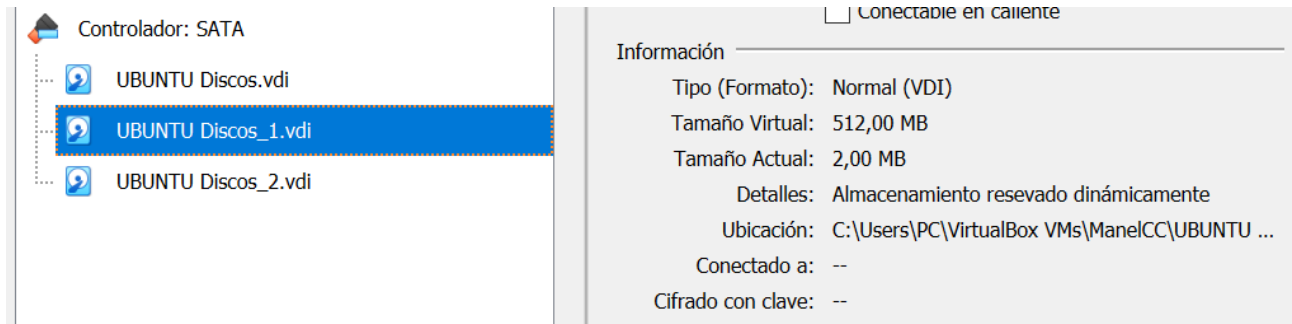 Controlador: SATA
UBUNTU Discos.vdi
UBUNTU Discos_1.vdi
UBUNTU Discos_2.vdi
Conectable en caliente
Información
Tipo (Formato): Normal (VDI)
Tamaño Virtual: 512,00 MB
Tamaño Actual: 2,00 MB
Detalles: Almacenamiento resevado dinámicamente
Ubicación: C:\Users\PC\VirtualBox VMs\ManelCC\UBUNTU ...
Conectado a: --
Cifrado con clave: --